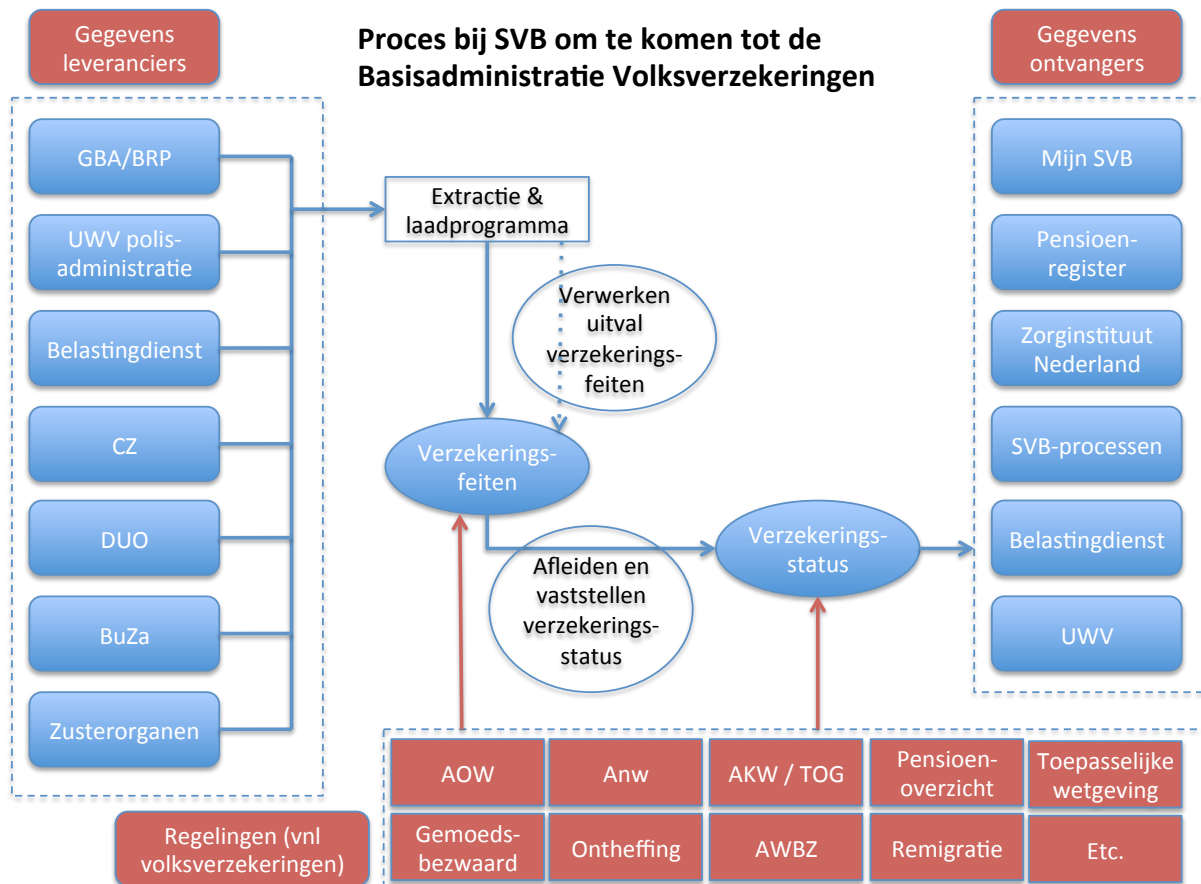 Gegevens
leveranciers
Proces bij SVB om te komen tot de
Basisadministratie Volksverzekeringen
Gegevens
ontvangers
GBA/BRP
UWV polis-
administratie
Belastingdienst
CZ
DUO
BuZa
Zusterorganen
Extractie &
laadprogramma
Verwerken
uitval
verzekerings-
feiten
Verzekerings-
feiten
Afleiden en
vaststellen
verzekerings-
status
Verzekerings-
status
Mijn SVB
Pensioen-
register
Zorginstituut
Nederland
SVB-processen
Belastingdienst
UWV
Regelingen (vnl
volksverzekeringen)
AOW
Anw
AKW / TOG
Pensioen-
overzicht
Toepasselijke
wetgeving
Gemoeds-
bezwaard
Ontheffing
AWBZ
Remigratie
Etc.